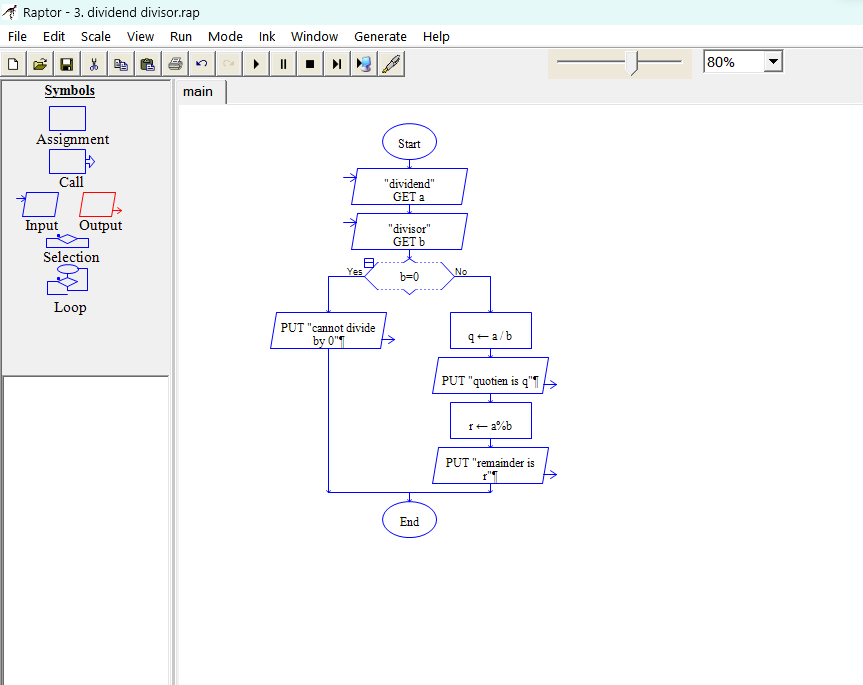 Raptor - 3. dividend divisor.rap
File Edit Scale View Run Mode Ink Window Generate Help
80%
Symbols
Assignment
Call
Input Output
Selection
Loop
main
Start
"dividend"
GET a
"divisor"
GET b
Yes b=0 No
PUT "cannot divide
by 0"¶
q ← a / b
PUT "quotien is q"¶
r ← a%b
PUT "remainder is
r"¶
End